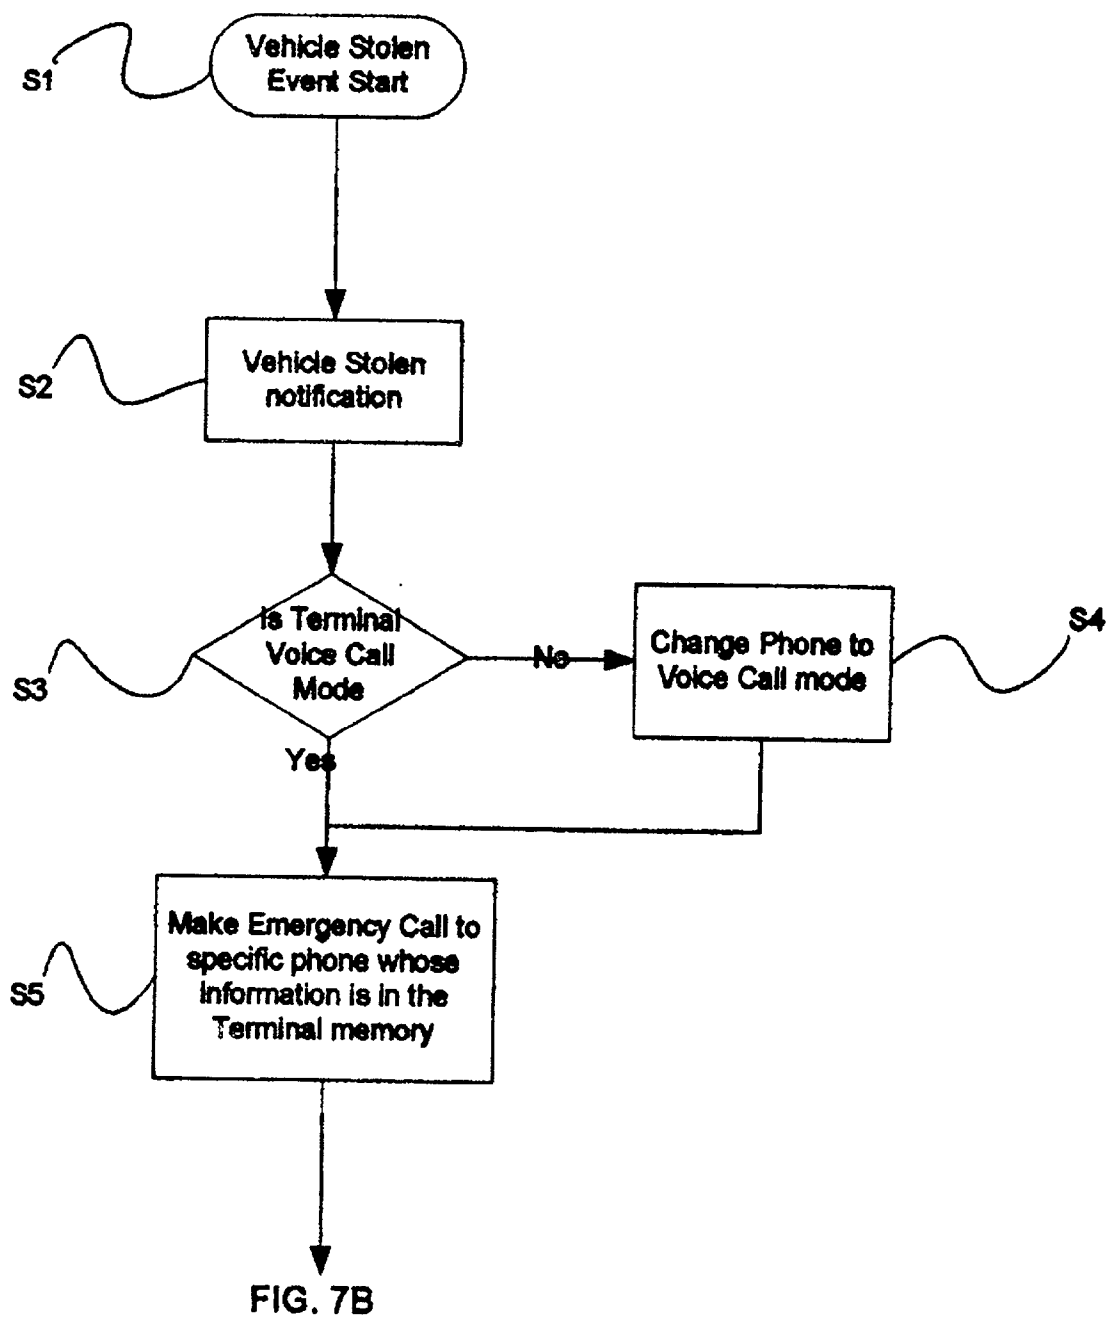 Vehicle Stolen
Event Start
S1
Vehicle Stolen
notification
S2
Is Terminal
Voice Call
Mode
S3
No
Change Phone to
Voice Call mode
S4
Yes
Make Emergency Call to
specific phone whose
information is in the
Terminal memory
S5
FIG. 7B